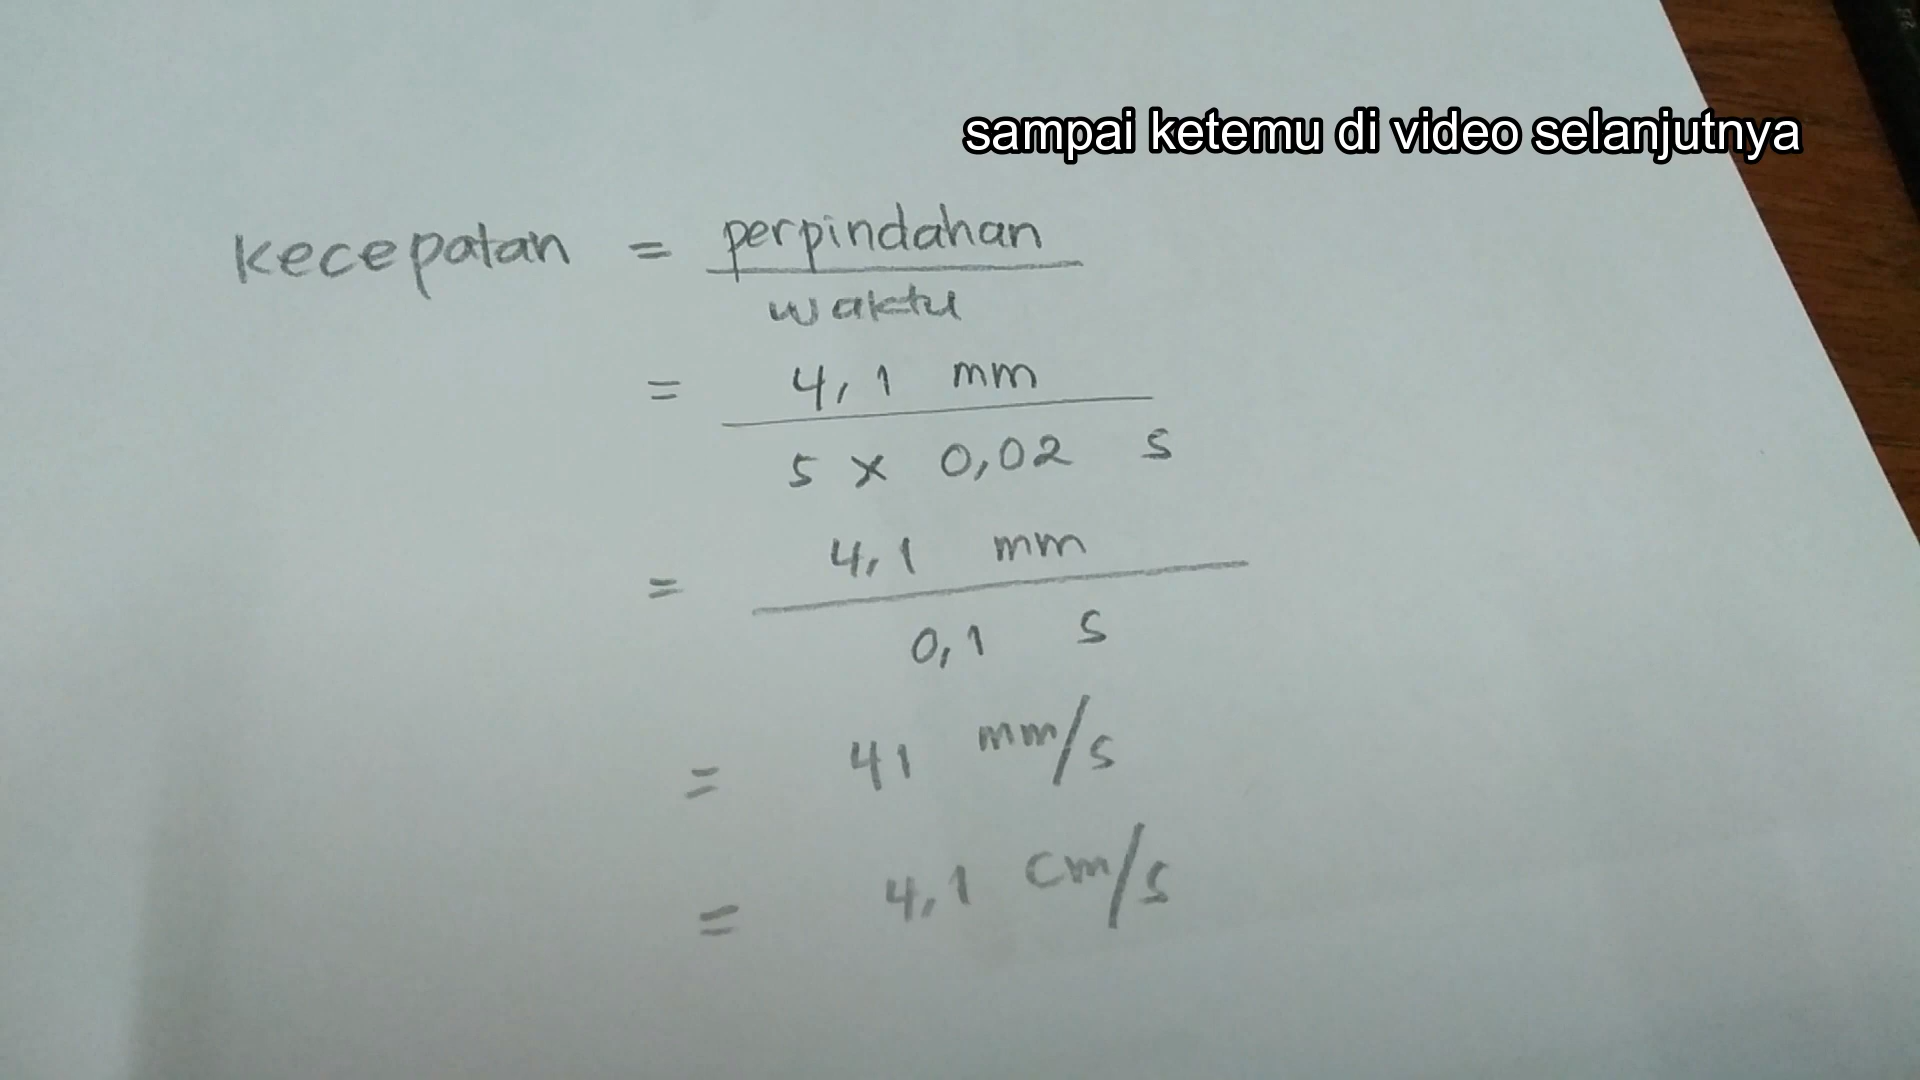 sampai ketemu di video selanjutnya
kecepatan = perpindahan
waktu
= 4,1 mm
5 x 0,02 s
= 4,1 mm
0,1 s
= 41 mm/s
= 4,1 cm/s